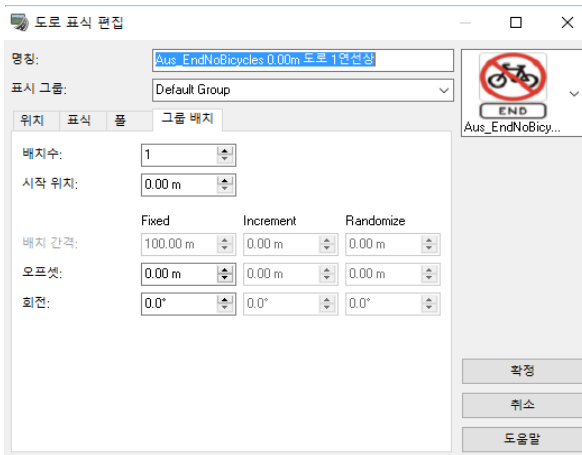 도로 표식 편집
명칭: Aus_EndNoBicycles 0.00m 도로 1연선상
표시 그룹: Default Group
END
Aus_EndNoBicy...
위치 표식 폴 그룹 배치
배치수: 1
시작 위치: 0.00 m
Fixed Increment Randomize
배치 간격: 100.00 m 0.00 m 0.00 m
오프셋: 0.00 m 0.00 m 0.00 m
회전: 0.0° 0.0° 0.0°
확정
취소
도움말